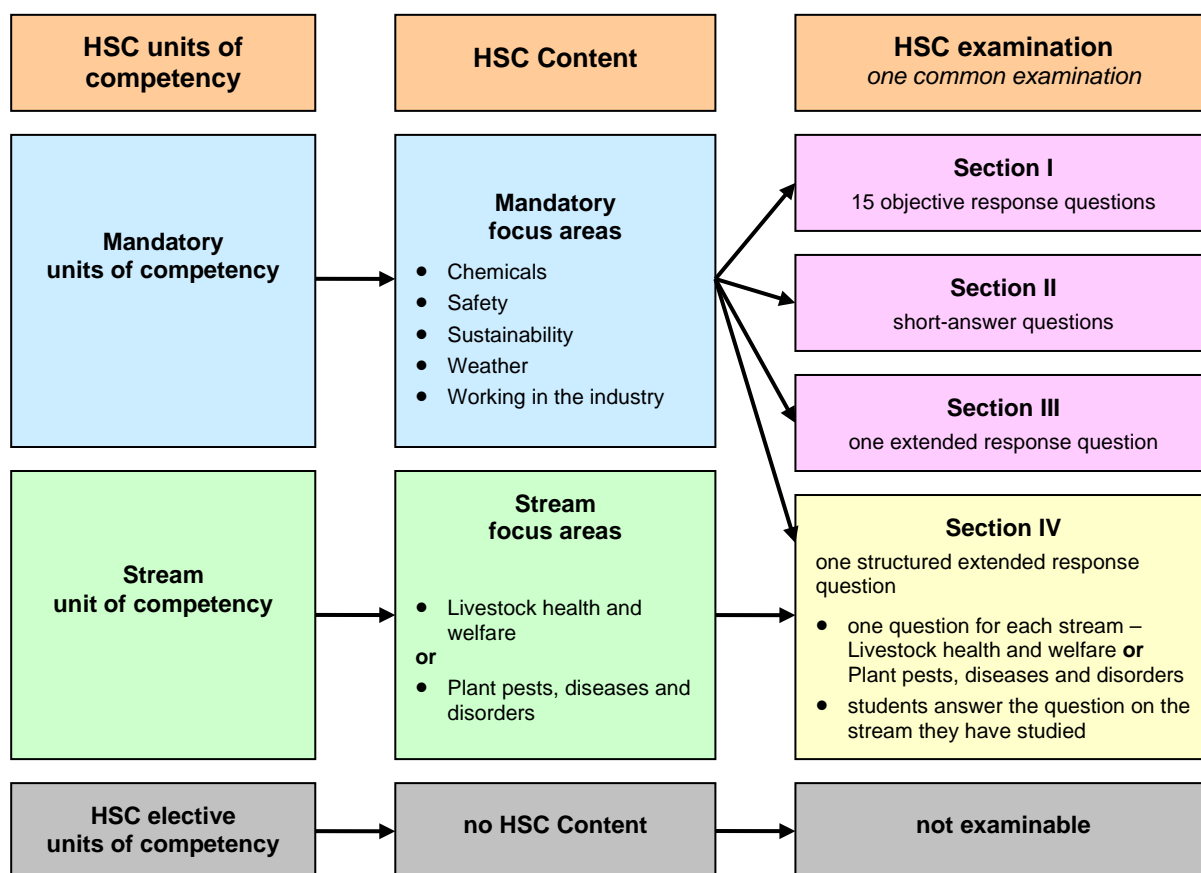 HSC units of
competency
HSC Content
HSC examination
one common examination
Mandatory
units of competency
Mandatory
focus areas
• Chemicals
• Safety
• Sustainability
• Weather
• Working in the industry
Section I
15 objective response questions
Section II
short-answer questions
Section III
one extended response question
Stream
unit of competency
Stream
focus areas
• Livestock health and
welfare
or
• Plant pests, diseases and
disorders
Section IV
one structured extended response
question
• one question for each stream –
Livestock health and welfare or
Plant pests, diseases and disorders
• students answer the question on the
stream they have studied
HSC elective
units of competency
no HSC Content
not examinable